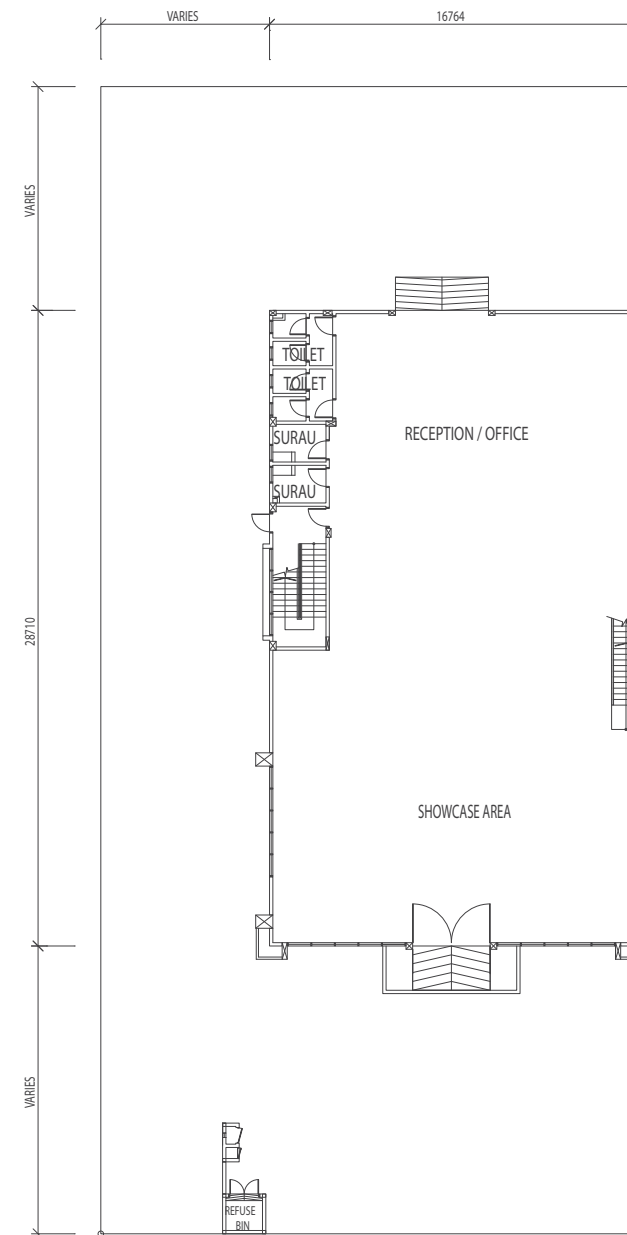 VARIES
16764
VARIES
TOILET
TOILET
SURAU
RECEPTION / OFFICE
SURAU
28710
SHOWCASE AREA
VARIES
REFUSE
BIN